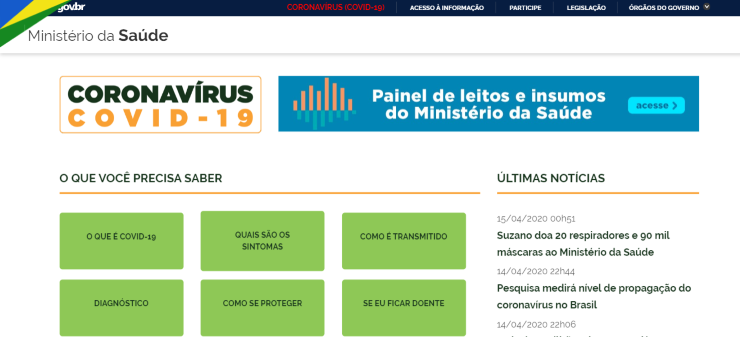 gov.br
CORONAVÍRUS (COVID-19)
ACESSO À INFORMAÇÃO
PARTICIPE
LEGISLAÇÃO
ÓRGÃOS DO GOVERNO
Ministério da Saúde
CORONAVÍRUS
COVID-19
Painel de leitos e insumos
do Ministério da Saúde
acesse >
O QUE VOCÊ PRECISA SABER
O QUE É COVID-19
QUAIS SÃO OS
SINTOMAS
COMO É TRANSMITIDO
DIAGNÓSTICO
COMO SE PROTEGER
SE EU FICAR DOENTE
ÚLTIMAS NOTÍCIAS
15/04/2020 00h51
Suzano doa 20 respiradores e 90 mil
máscaras ao Ministério da Saúde
14/04/2020 22h44
Pesquisa medirá nível de propagação do
coronavírus no Brasil
14/04/2020 22h06